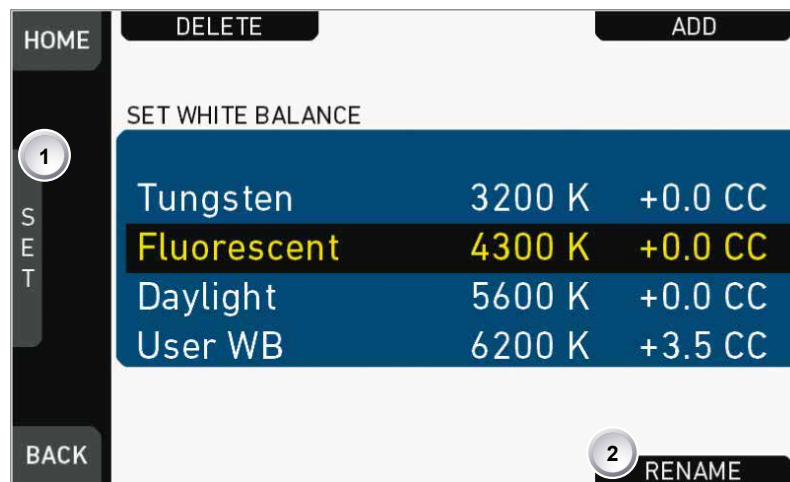 HOME
DELETE
ADD
SET WHITE BALANCE
1
SET
Tungsten 3200 K +0.0 CC
Fluorescent 4300 K +0.0 CC
Daylight 5600 K +0.0 CC
User WB 6200 K +3.5 CC
BACK
2
RENAME